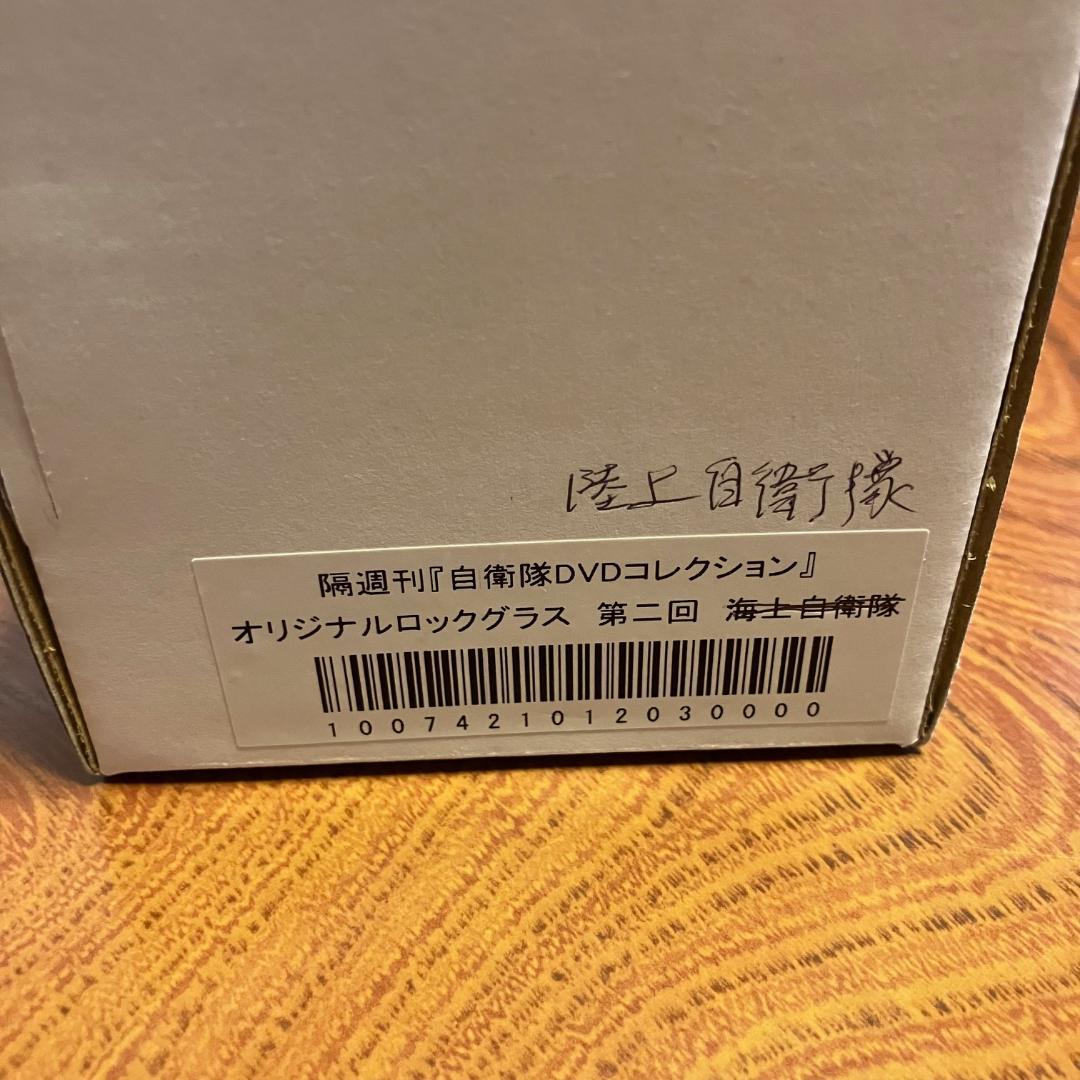 陸上自衛隊
隔週刊『自衛隊DVDコレクション』
オリジナルロックグラス 第二回 海上自衛隊
1007421012030000